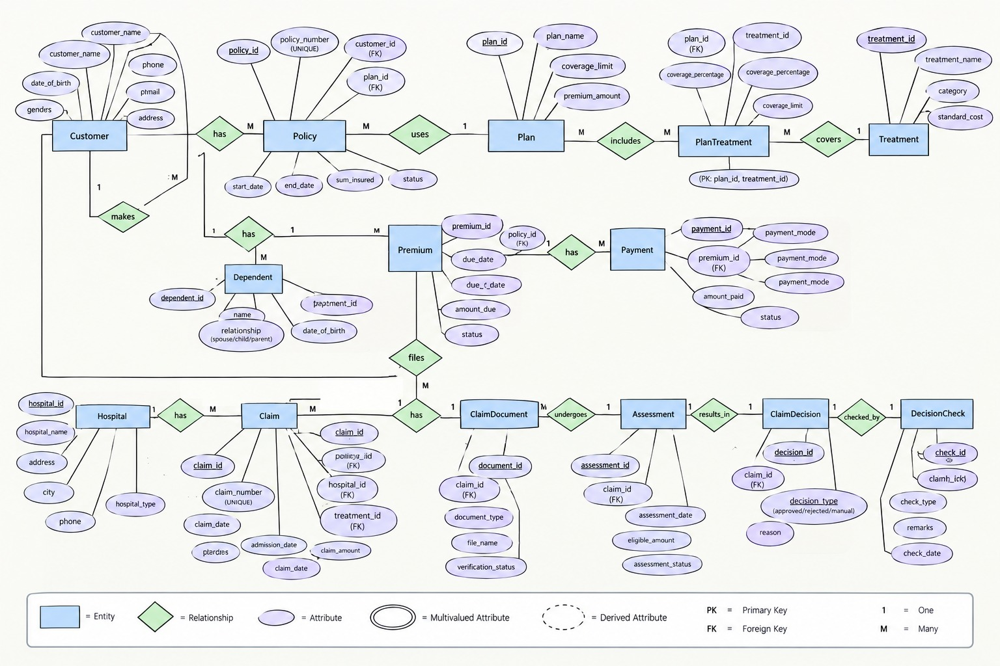 customer_name
customer_name
phone
date_of_birth
address
Customer
has
M
policy_id
policy_number
(UNIQUE)
customer_id
(FK)
plan_id
(FK)
Policy
M
uses
1
start_date
end_date
sum_insured
status
plan_id
plan_name
coverage_limit
premium_amount
Plan
M
includes
M
plan_id
(FK)
treatment_id
coverage_percentage
coverage_percentage
coverage_limit
PlanTreatment
(PK: plan_id, treatment_id)
M
covers
1
treatment_id
treatment_name
category
standard_cost
Treatment
1
M
makes
1
has
1
M
M
Dependent
dependent_id
name
relationship
(spouse/child/parent)
date_of_birth
Premium
premium_id
policy_id
(FK)
due_date
amount_due
status
1
has
M
Payment
payment_id
payment_mode
premium_id
(FK)
payment_mode
payment_mode
amount_paid
status
files
M
hospital_id
hospital_name
address
city
phone
hospital_type
Hospital
1
has
M
Claim
M
1
has
1
claim_id
claim_id
(FK)
hospital_id
(FK)
treatment_id
(FK)
claim_number
(UNIQUE)
claim_date
admission_date
claim_amount
claim_date
ClaimDocument
M
undergoes
1
document_id
claim_id
(FK)
document_type
file_name
verification_status
Assessment
1
results_in
1
assessment_id
claim_id
(FK)
assessment_date
eligible_amount
assessment_status
ClaimDecision
1
checked_by
1
decision_id
claim_id
(FK)
decision_type
(approved/rejected/manual)
reason
DecisionCheck
check_id
check_type
remarks
check_date
= Entity
= Relationship
= Attribute
= Multivalued Attribute
= Derived Attribute
PK = Primary Key
FK = Foreign Key
1 = One
M = Many